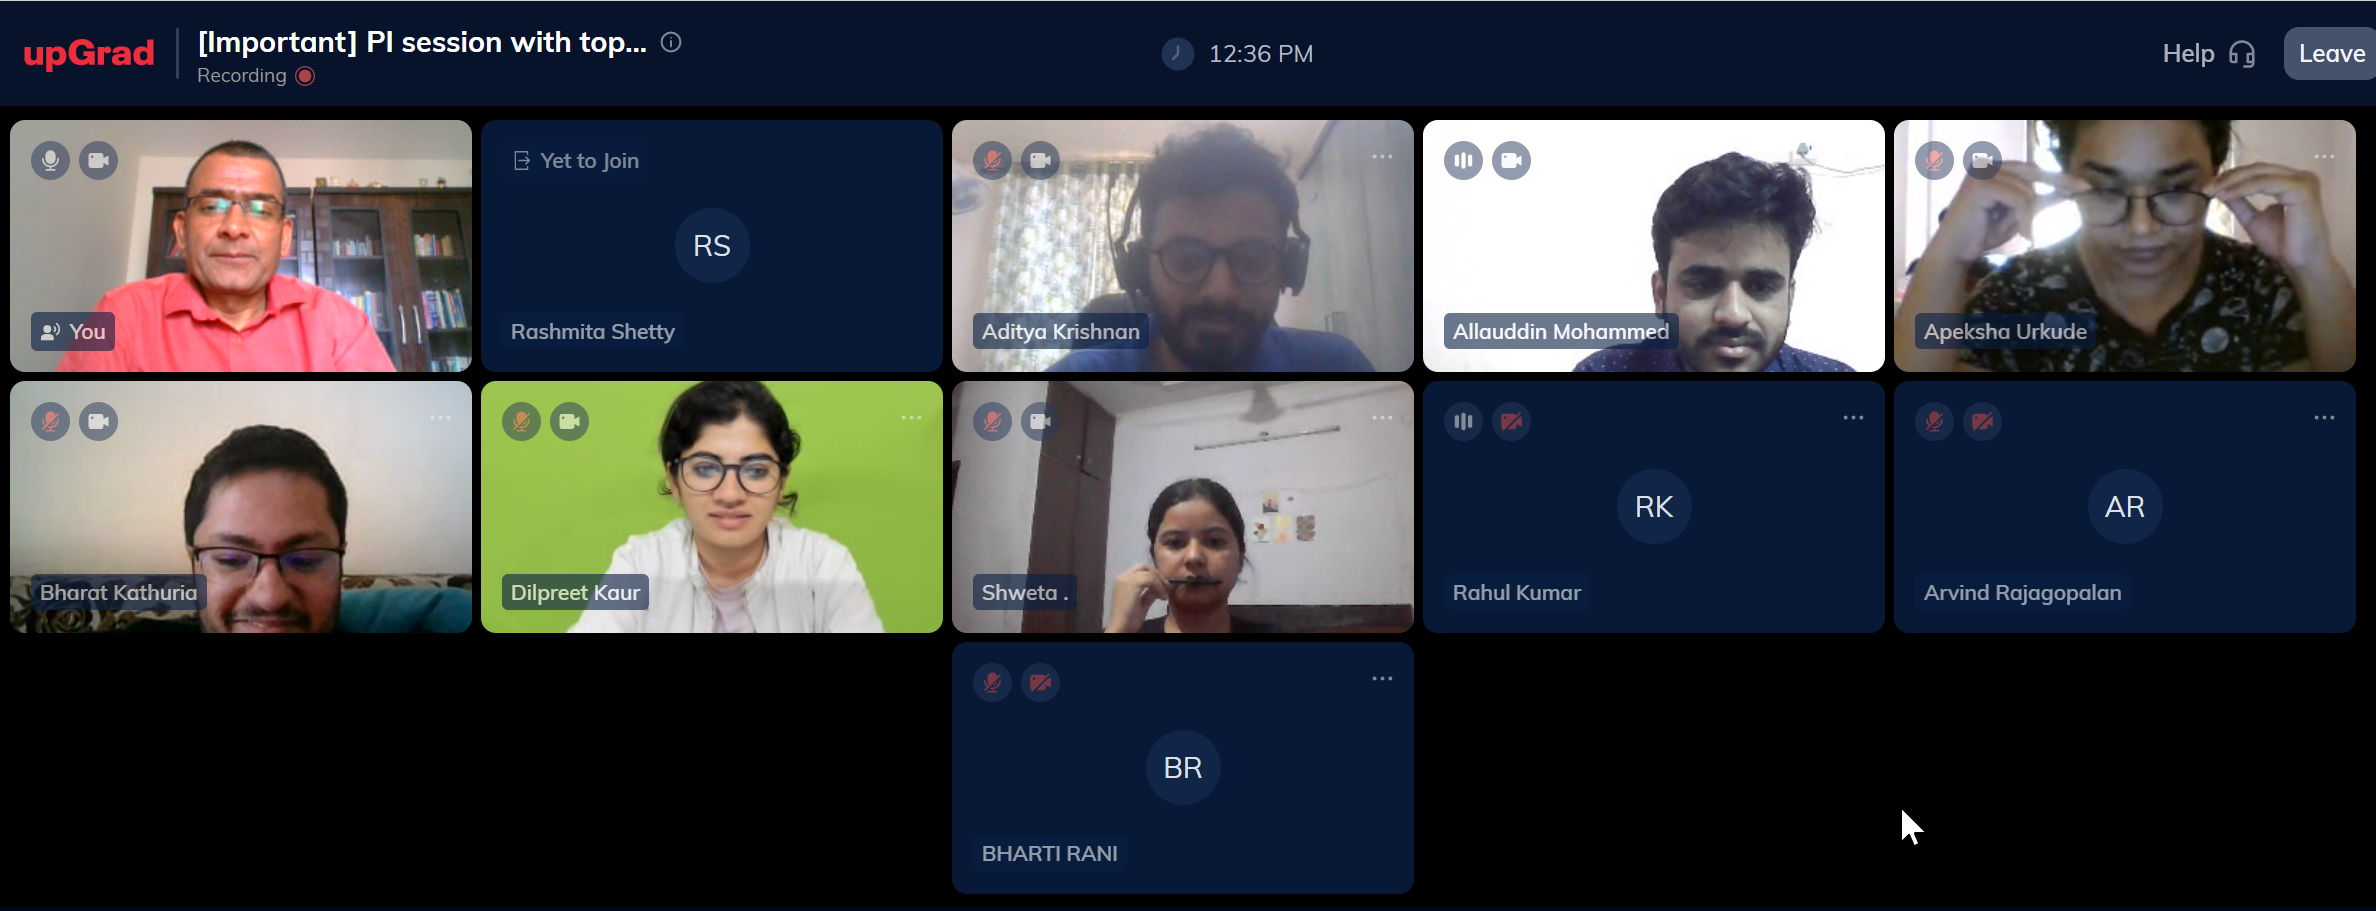 upGrad
[Important] PI session with top...
Recording
12:36 PM
Help
Leave
You
Yet to Join
RS
Rashmita Shetty
Aditya Krishnan
Allauddin Mohammed
Apeksha Urkude
Bharat Kathuria
Dilpreet Kaur
Shweta .
RK
Rahul Kumar
AR
Arvind Rajagopalan
BR
BHARTI RANI